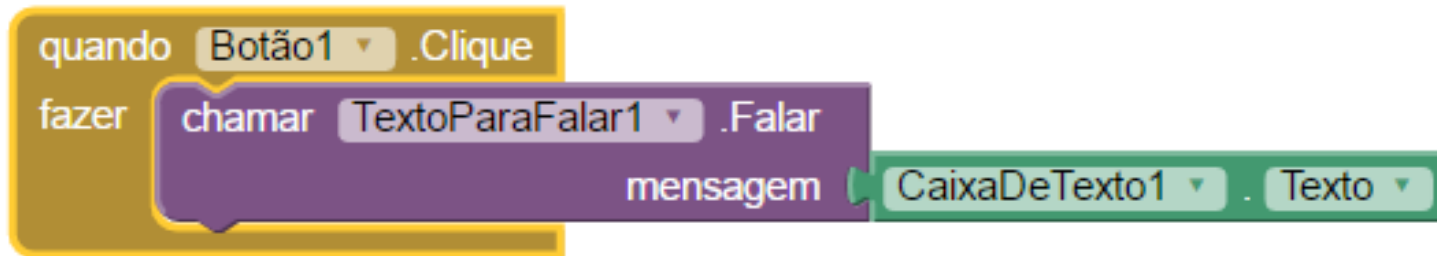 quando Botão1 .Clique
fazer chamar TextoParaFalar1 .Falar
mensagem CaixaDeTexto1 . Texto